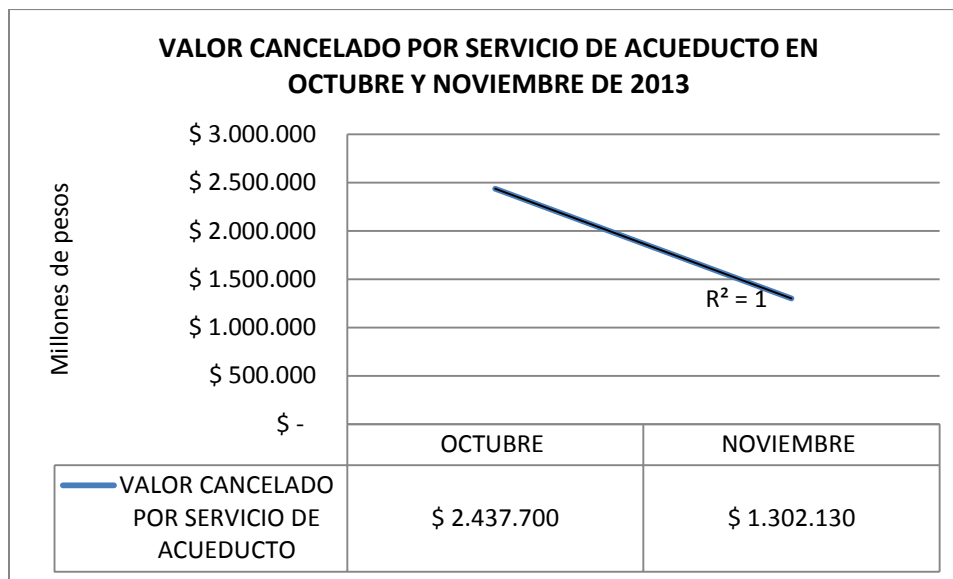 VALOR CANCELADO POR SERVICIO DE ACUEDUCTO EN
OCTUBRE Y NOVIEMBRE DE 2013
Millones de pesos
$ 3.000.000
$ 2.500.000
$ 2.000.000
$ 1.500.000
$ 1.000.000
$ 500.000
$ -
R² = 1
OCTUBRE
NOVIEMBRE
VALOR CANCELADO
POR SERVICIO DE
ACUEDUCTO
$ 2.437.700
$ 1.302.130